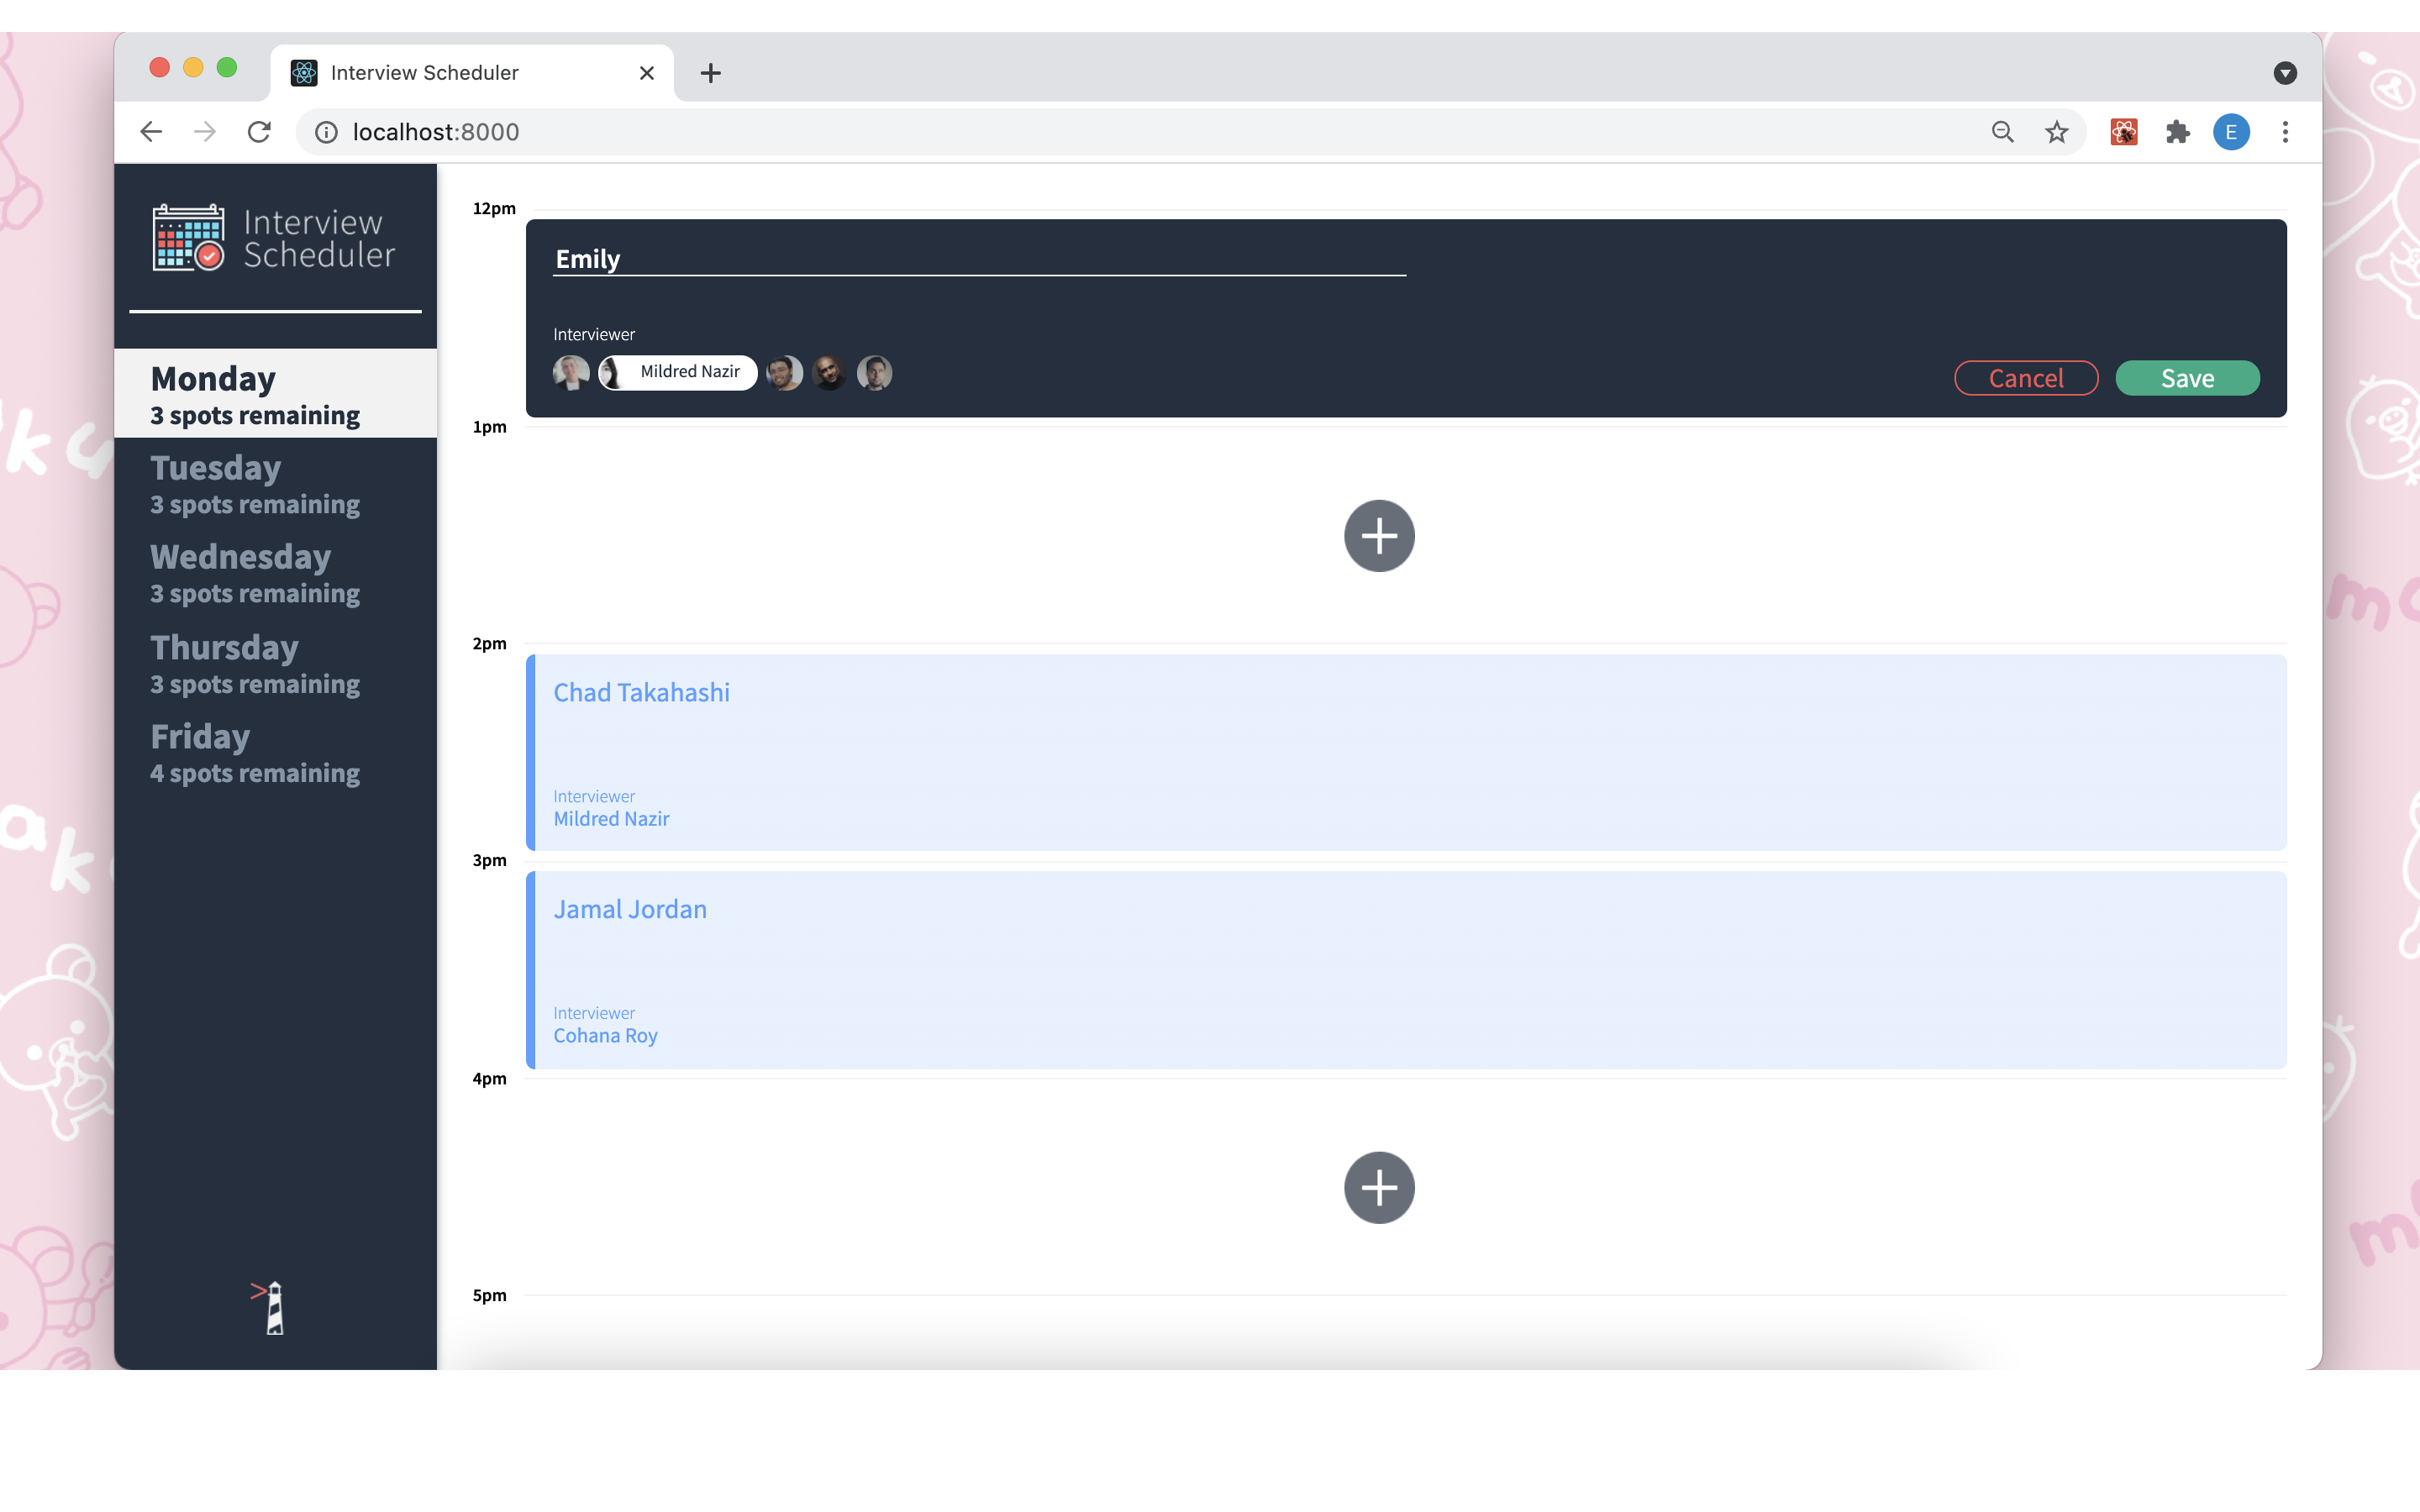 Interview Scheduler
localhost:8000
E
Interview
Scheduler
Monday
3 spots remaining
Tuesday
3 spots remaining
Wednesday
3 spots remaining
Thursday
3 spots remaining
Friday
4 spots remaining
12pm
Emily
Interviewer
Mildred Nazir
Cancel
Save
1pm
2pm
Chad Takahashi
Interviewer
Mildred Nazir
3pm
Jamal Jordan
Interviewer
Cohana Roy
4pm
5pm